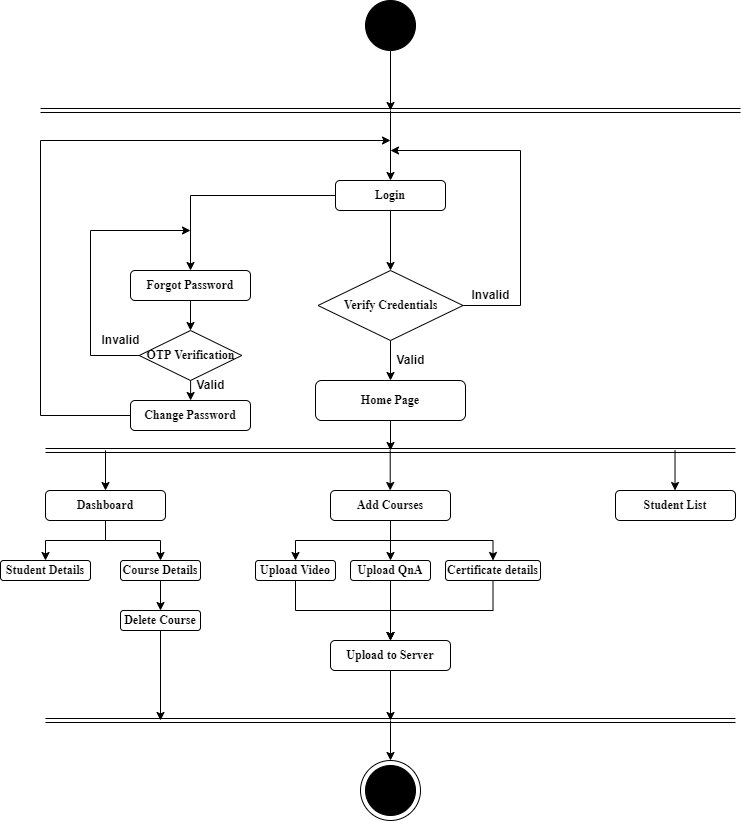 Login
Forgot Password
Verify Credentials
Invalid
Invalid
OTP Verification
Valid
Valid
Change Password
Home Page
Dashboard
Add Courses
Student List
Student Details
Course Details
Upload Video
Upload QnA
Certificate details
Delete Course
Upload to Server